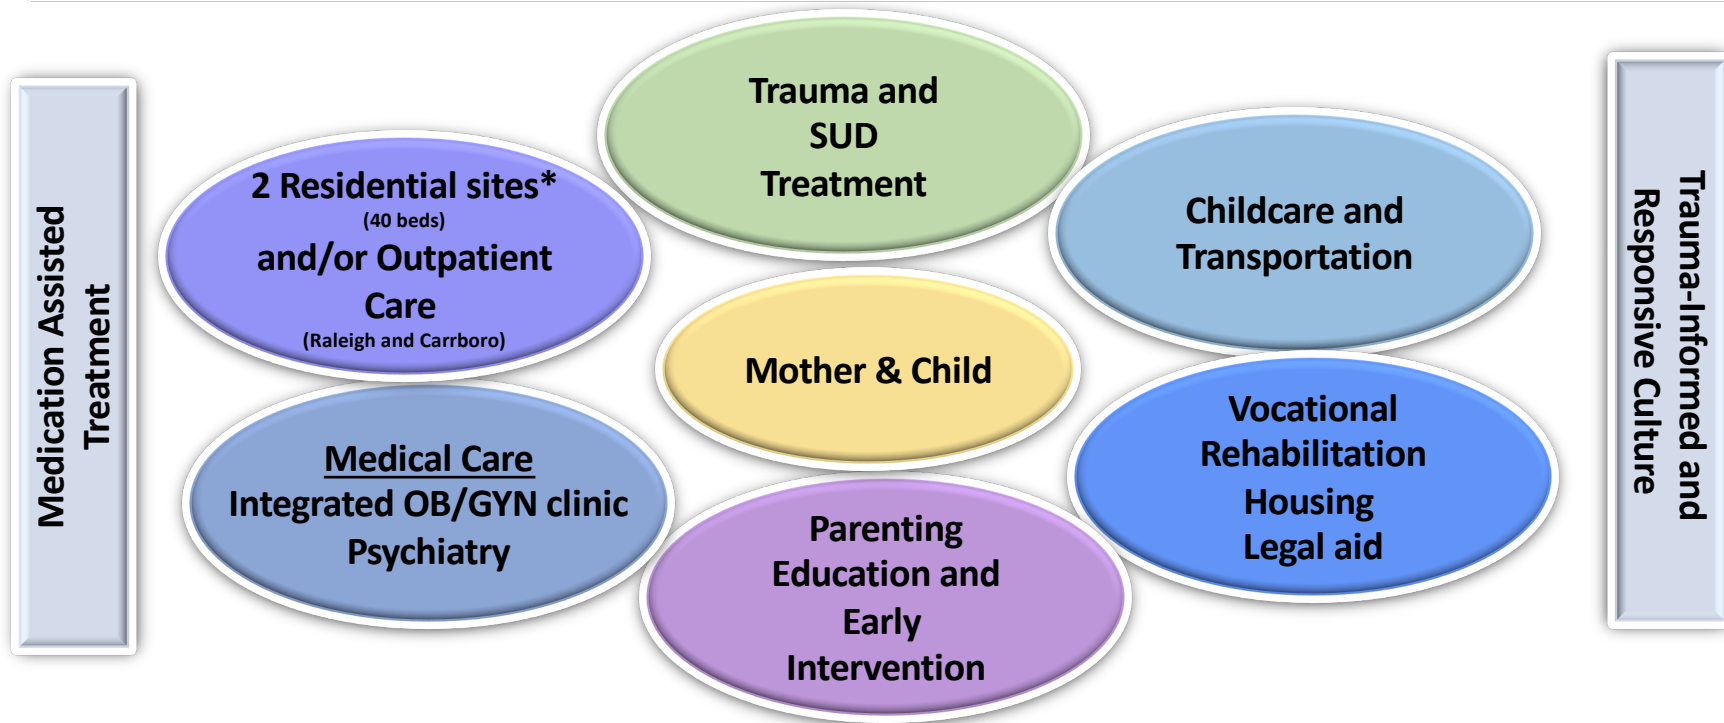 Medication Assisted
Treatment
2 Residential sites*
(40 beds)
and/or Outpatient
Care
(Raleigh and Carrboro)
Trauma and
SUD
Treatment
Childcare and
Transportation
Mother & Child
Medical Care
Integrated OB/GYN clinic
Psychiatry
Parenting
Education and
Early
Intervention
Vocational
Rehabilitation
Housing
Legal aid
Trauma-Informed and
Responsive Culture